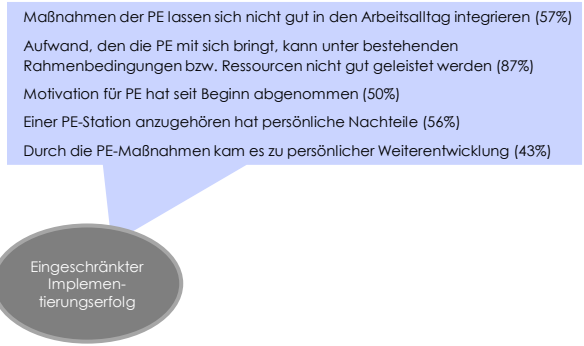 Maßnahmen der PE lassen sich nicht gut in den Arbeitsalltag integrieren (57%)
Aufwand, den die PE mit sich bringt, kann unter bestehenden
Rahmenbedingungen bzw. Ressourcen nicht gut geleistet werden (87%)
Motivation für PE hat seit Beginn abgenommen (50%)
Einer PE-Station anzugehören hat persönliche Nachteile (56%)
Durch die PE-Maßnahmen kam es zu persönlicher Weiterentwicklung (43%)
Eingeschränkter
Implemen-
tierungserfolg